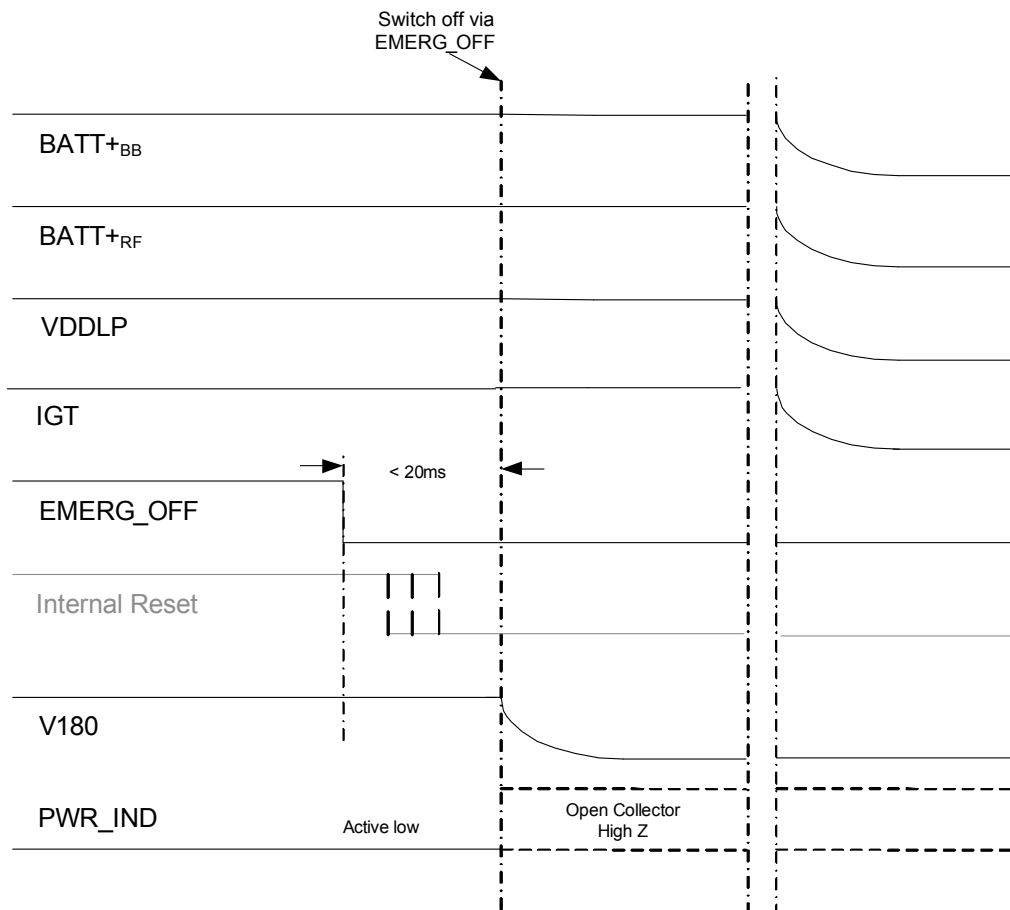 Switch off via
EMERG_OFF
BATT+BB
BATT+RF
VDDLP
IGT
< 20ms
EMERG_OFF
Internal Reset
V180
PWR_IND
Active low
Open Collector
High Z